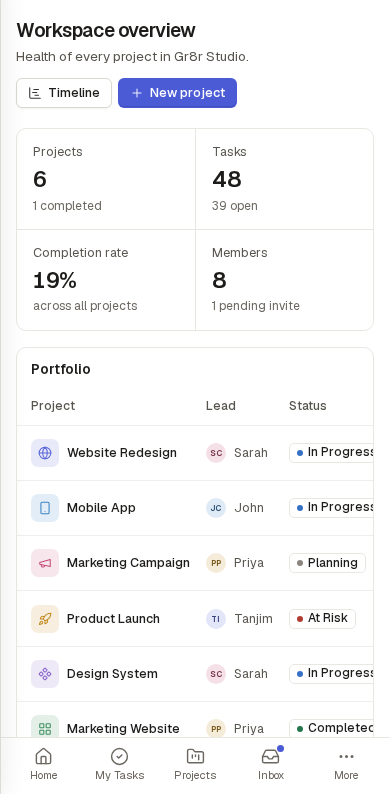 Workspace overview
Health of every project in Gr8r Studio.
Timeline
New project
Projects
6
1 completed
Tasks
48
39 open
Completion rate
19%
across all projects
Members
8
1 pending invite
Portfolio
Project Lead Status
Website Redesign SC Sarah In Progress
Mobile App JC John In Progress
Marketing Campaign PP Priya Planning
Product Launch TI Tanjim At Risk
Design System SC Sarah In Progress
Marketing Website PP Priya Completed
Home My Tasks Projects Inbox More